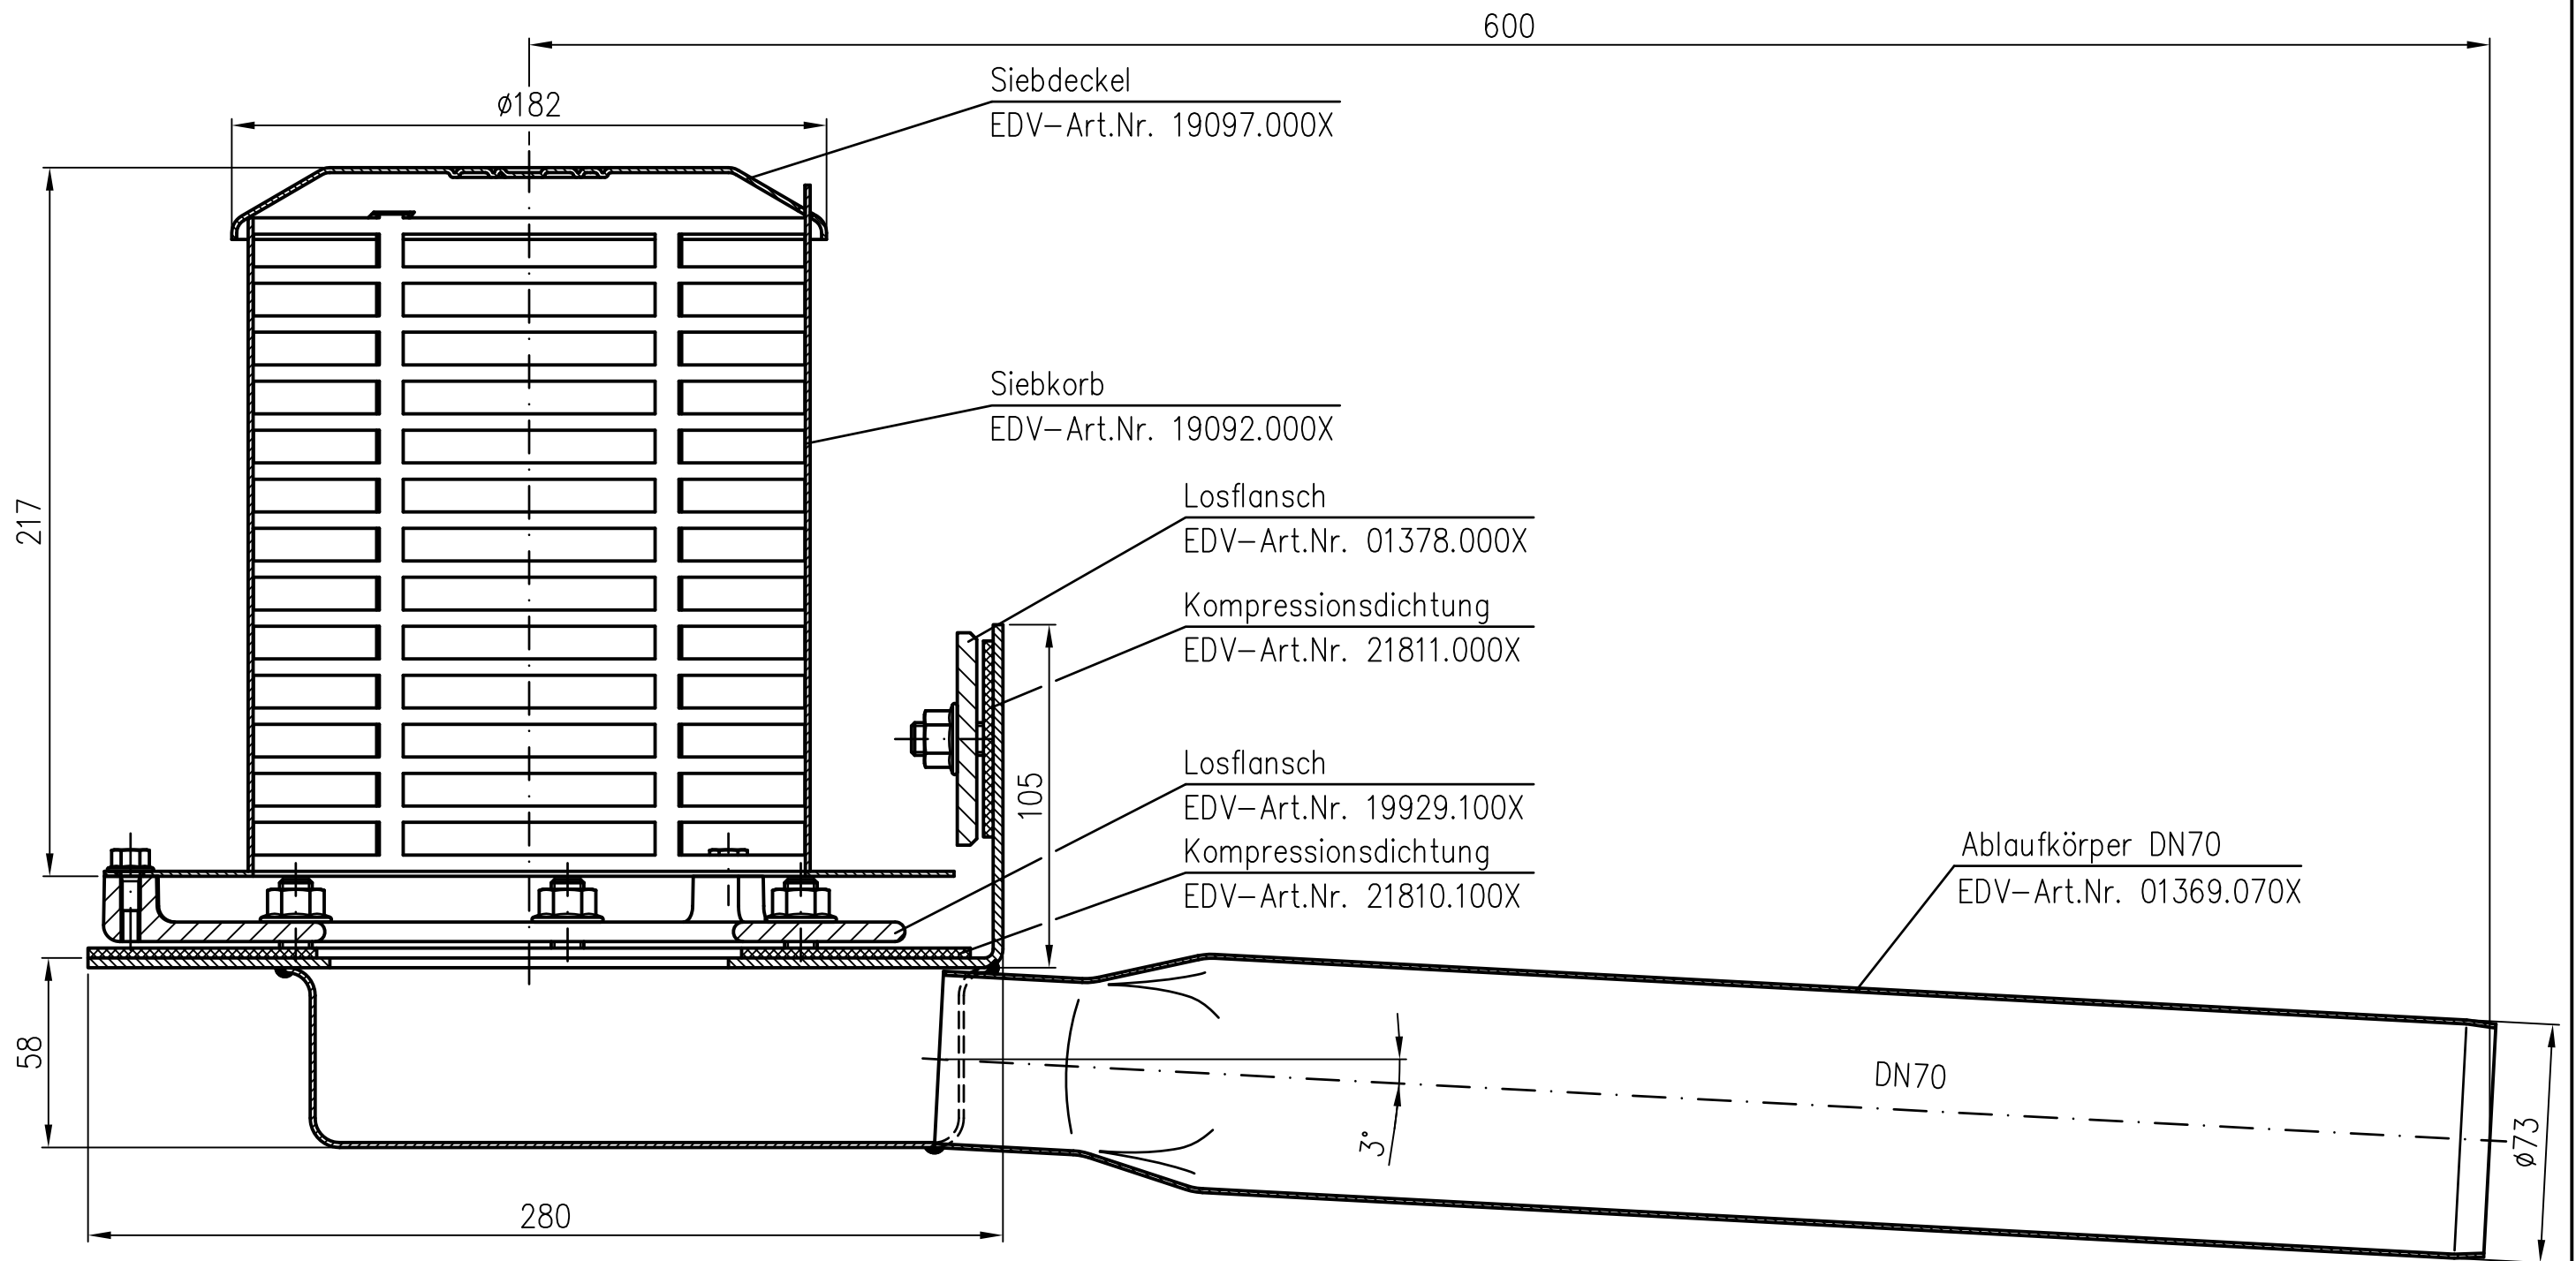 600
Siebdeckel
EDV-Art.Nr. 19097.000X
ø182
Siebkorb
EDV-Art.Nr. 19092.000X
217
Losflansch
EDV-Art.Nr. 01378.000X
Kompressionsdichtung
EDV-Art.Nr. 21811.000X
105
Losflansch
EDV-Art.Nr. 19929.100X
Kompressionsdichtung
EDV-Art.Nr. 21810.100X
Ablaufkörper DN70
EDV-Art.Nr. 01369.070X
58
DN70
3°
ø73
280